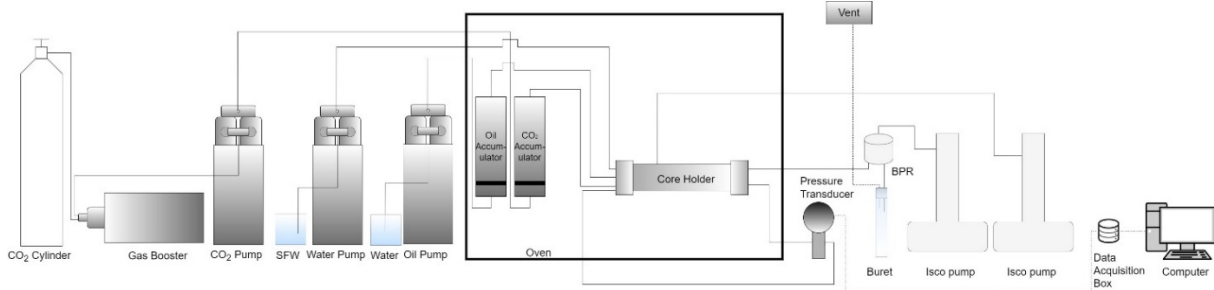 Vent
Oil
Accum-
ulator
CO₂
Accum-
ulator
Core Holder
Pressure
Transducer
BPR
CO₂ Cylinder
Gas Booster
CO₂ Pump
SFW
Water Pump
Water
Oil Pump
Oven
Buret
Isco pump
Isco pump
Data
Acquisition
Box
Computer